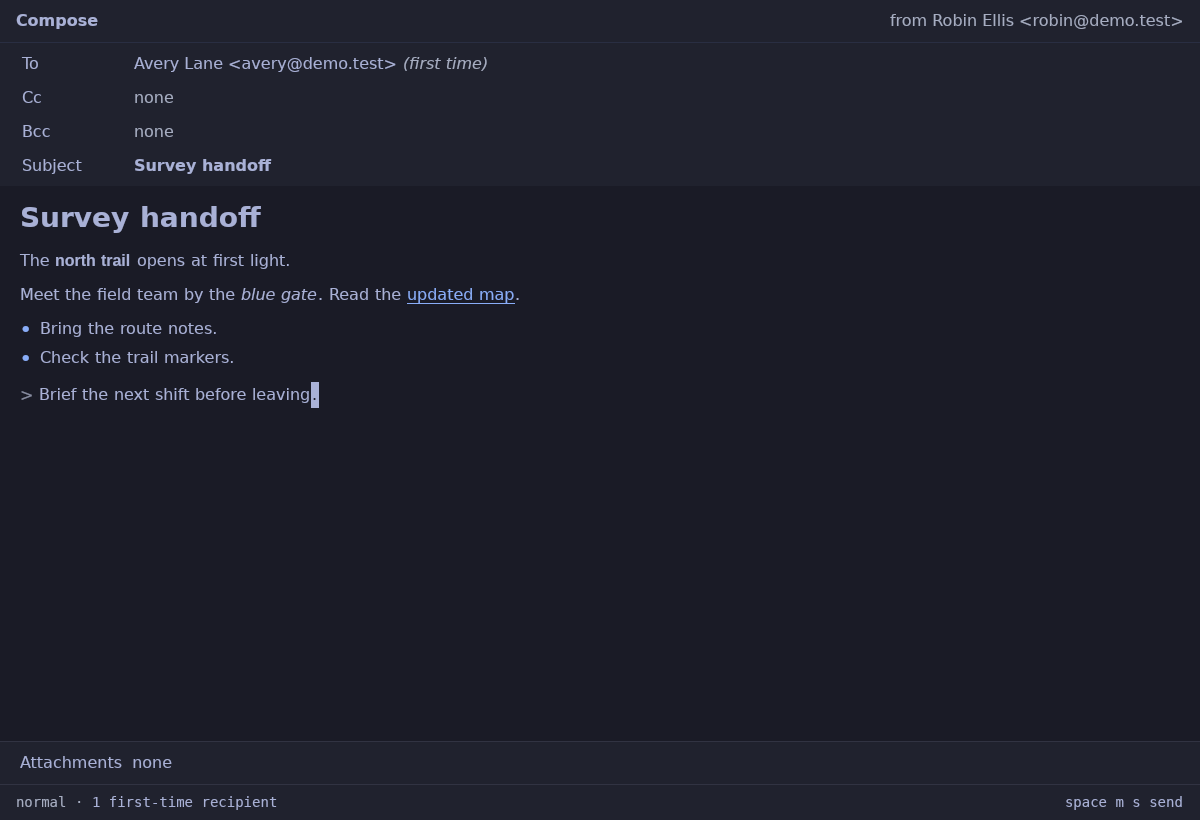 Compose from Robin Ellis <robin@demo.test>
To Avery Lane <avery@demo.test> (first time)
Cc none
Bcc none
Subject Survey handoff
Survey handoff
The north trail opens at first light.
Meet the field team by the blue gate. Read the updated map.
• Bring the route notes.
• Check the trail markers.
> Brief the next shift before leaving.
Attachments none
normal · 1 first-time recipient space m s send